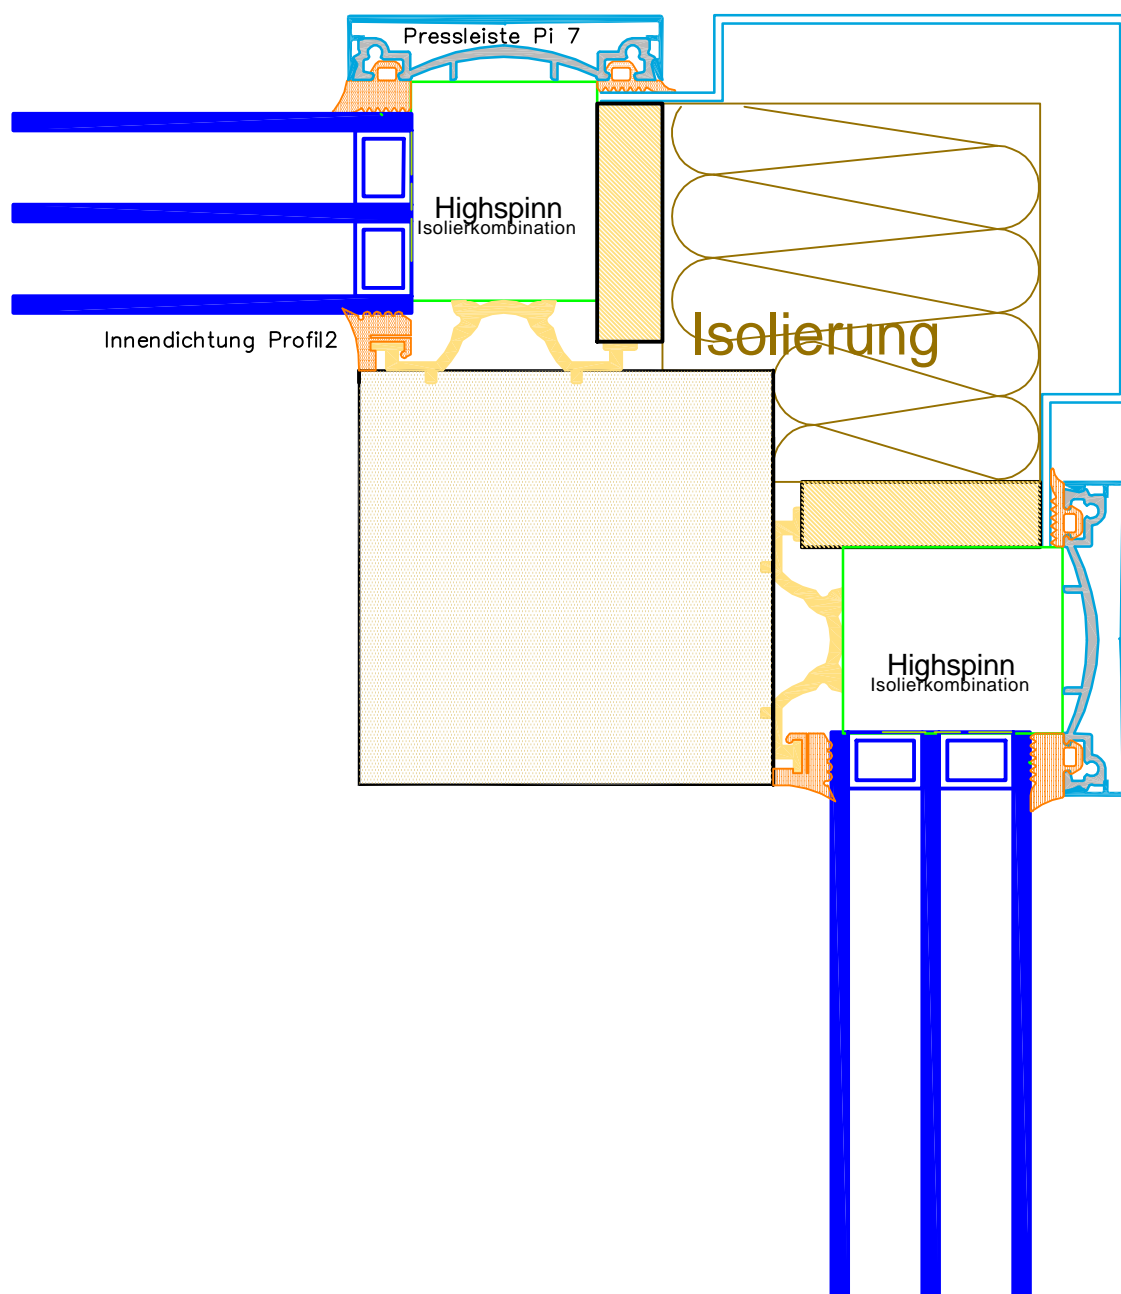 Pressleiste Pi 7
Highspinn
Isolierkombination
Innendichtung Profil2
Isolierung
Highspinn
Isolierkombination